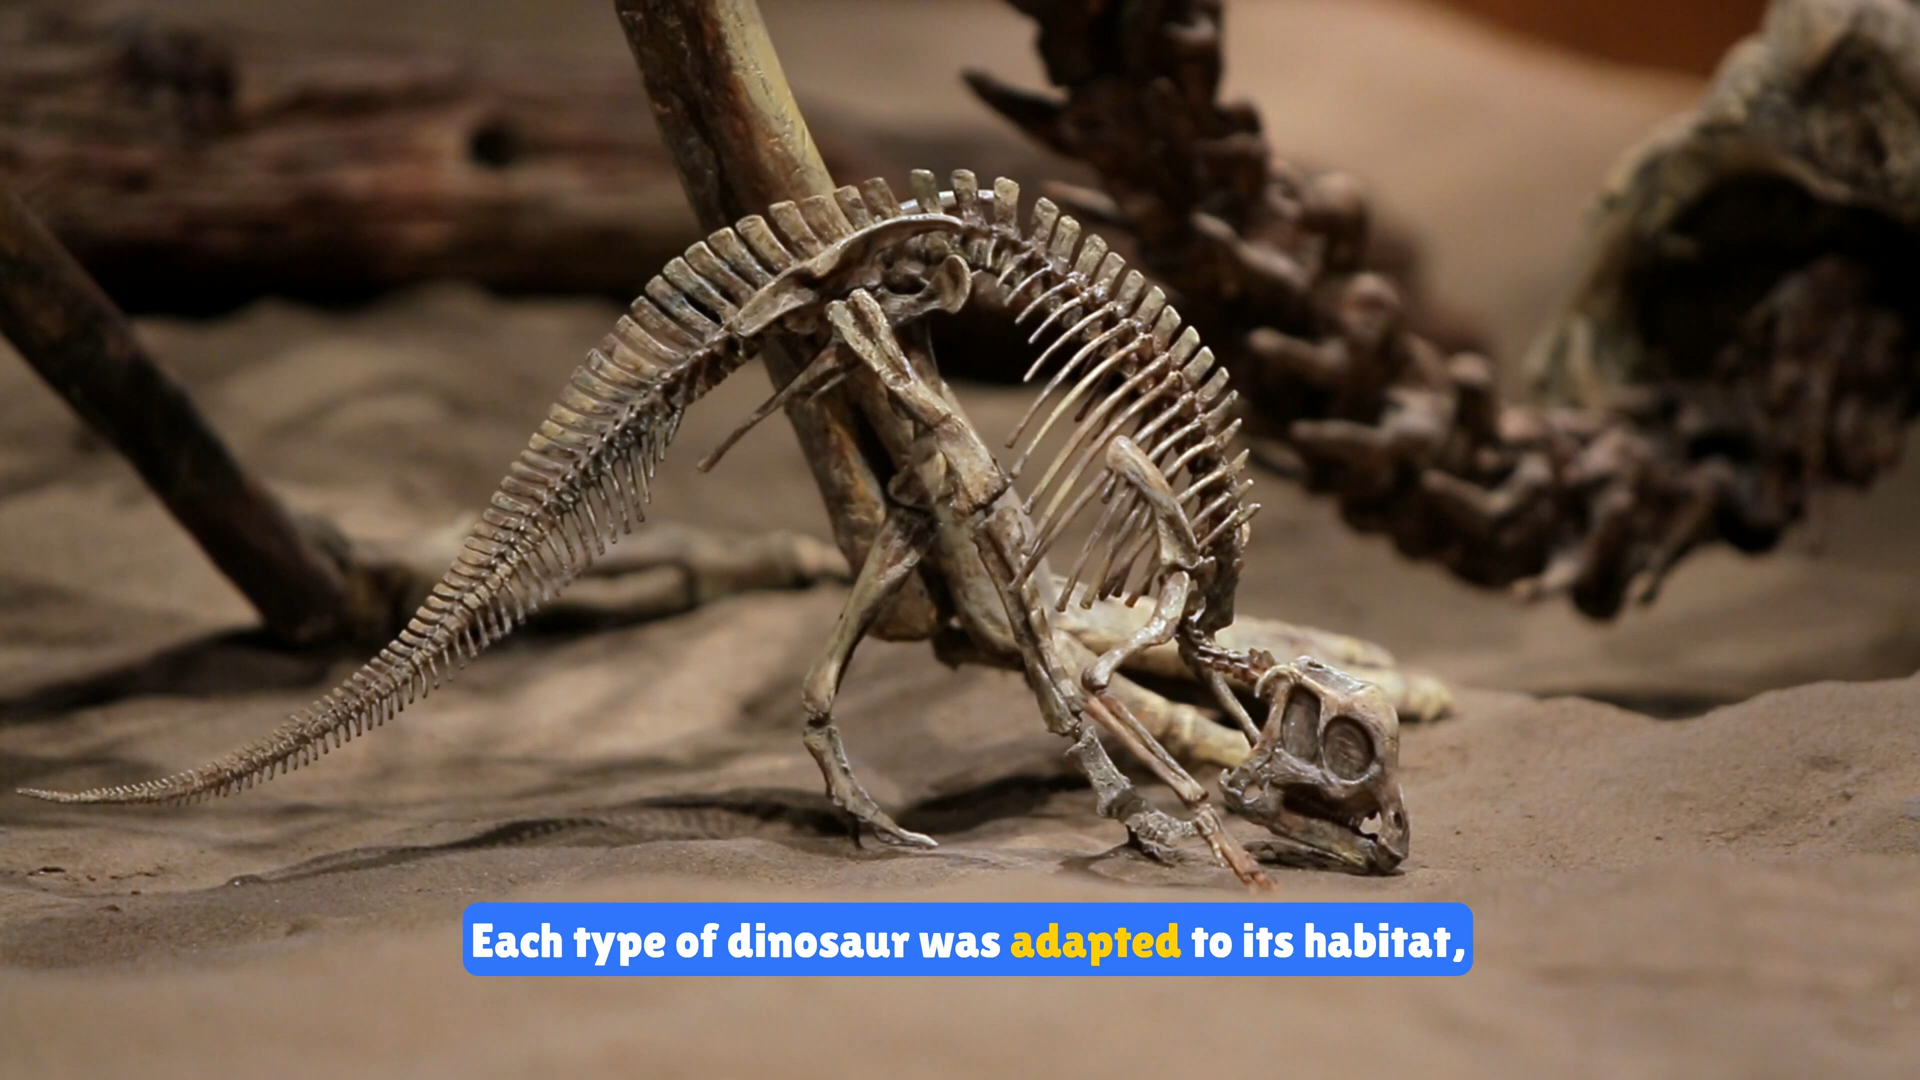 Each type of dinosaur was adapted to its habitat,